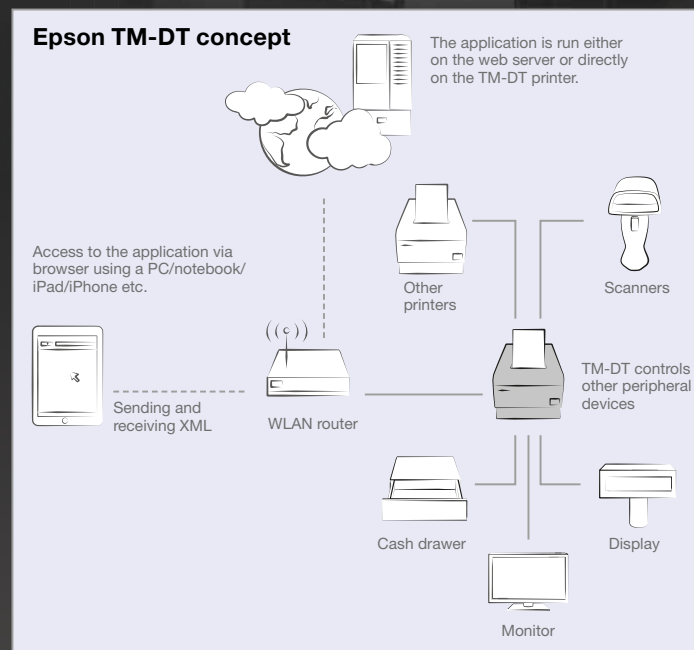 Epson TM-DT concept
The application is run either
on the web server or directly
on the TM-DT printer.
Access to the application via
browser using a PC/notebook/
iPad/iPhone etc.
Other
printers
Scanners
TM-DT controls
other peripheral
devices
Sending and
receiving XML
WLAN router
Cash drawer
Display
Monitor